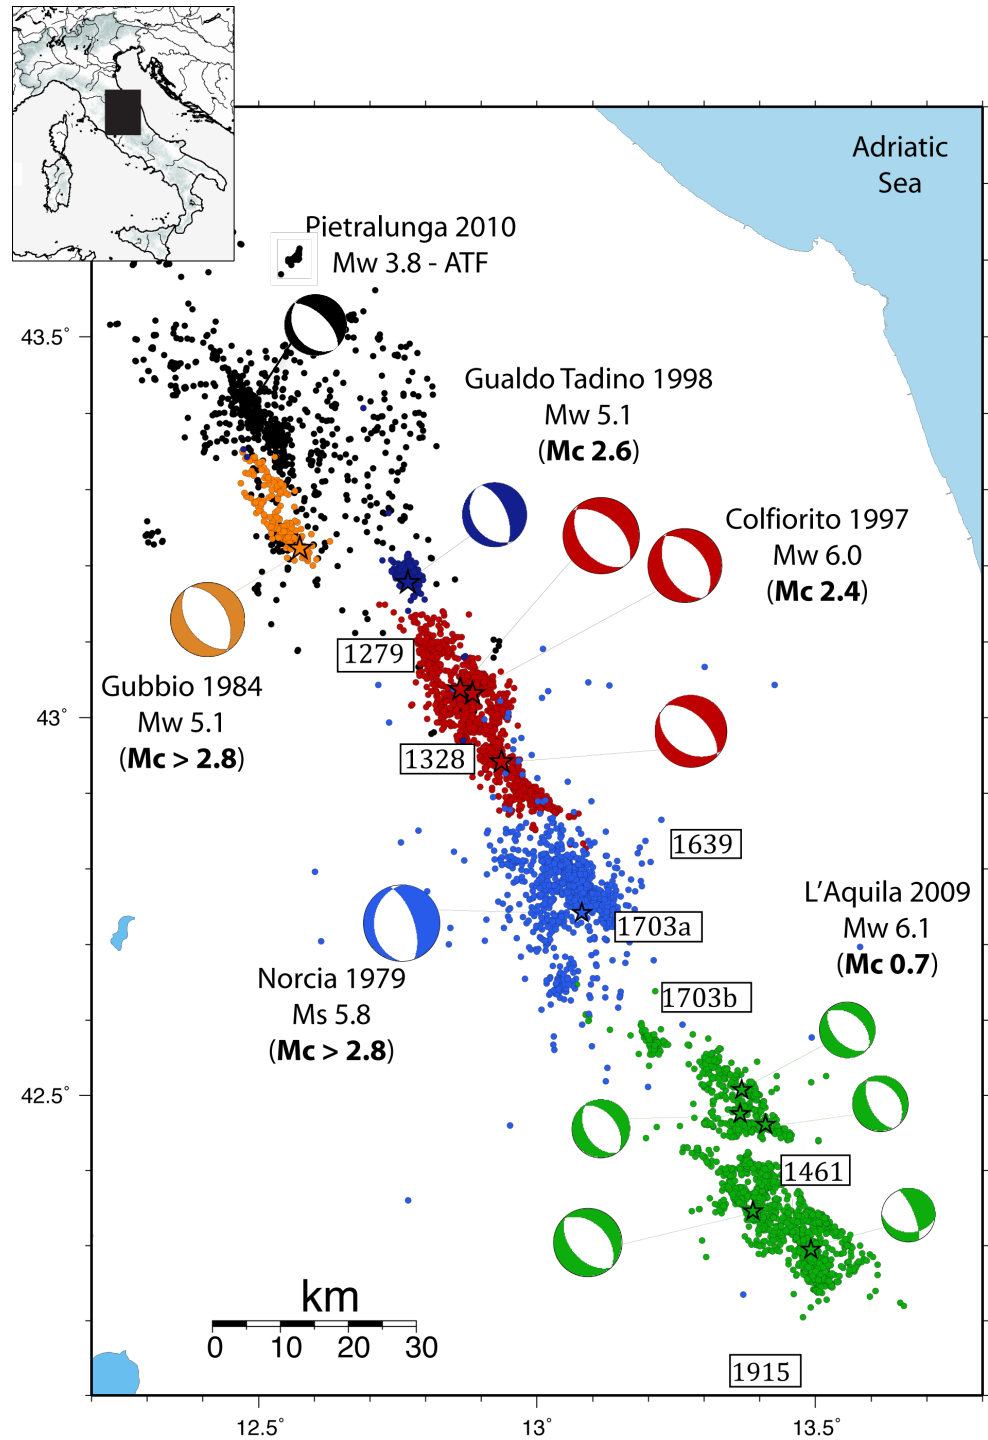 Adriatic
Sea
Pietralunga 2010
Mw 3.8 - ATF
43.5°
Gualdo Tadino 1998
Mw 5.1
(Mc 2.6)
Colfiorito 1997
Mw 6.0
(Mc 2.4)
1279
Gubbio 1984
Mw 5.1
(Mc > 2.8)
43°
1328
1639
L'Aquila 2009
Mw 6.1
(Mc 0.7)
1703a
Norcia 1979
Ms 5.8
(Mc > 2.8)
1703b
42.5°
1461
km
0 10 20 30
1915
12.5° 13° 13.5°